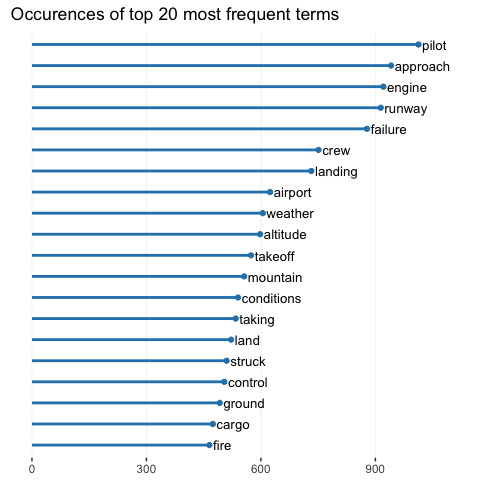 Occurences of top 20 most frequent terms
pilot
approach
engine
runway
failure
crew
landing
airport
weather
altitude
takeoff
mountain
conditions
taking
land
struck
control
ground
cargo
fire
0 300 600 900